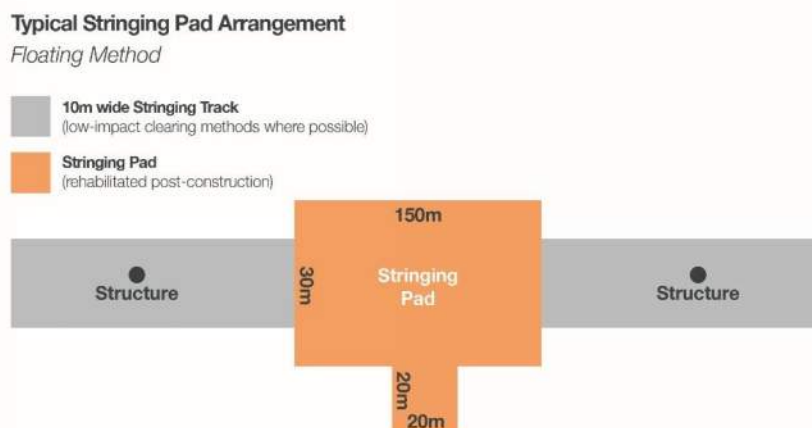 Typical Stringing Pad Arrangement
Floating Method
10m wide Stringing Track
(low-impact clearing methods where possible)
Stringing Pad
(rehabilitated post-construction)
150m
30m
Stringing
Pad
Structure
Structure
20m
20m